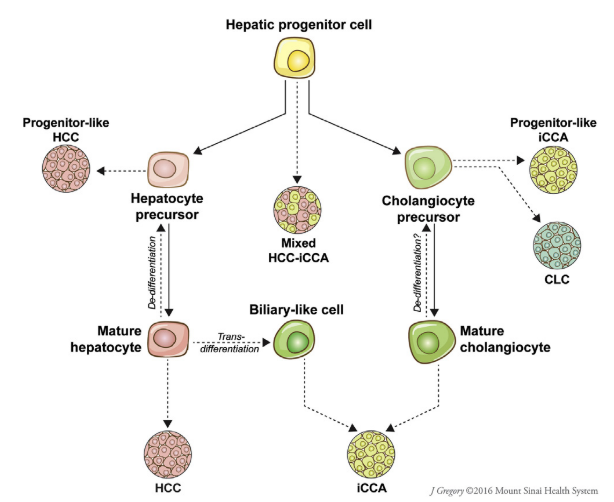 Hepatic progenitor cell
Progenitor-like
HCC
Progenitor-like
iCCA
Hepatocyte
precursor
Mixed
HCC-iCCA
Cholangiocyte
precursor
CLC
De-differentiation
De-differentiation?
Mature
hepatocyte
Trans-
differentiation
Biliary-like cell
Mature
cholangiocyte
HCC
iCCA
J Gregory ©2016 Mount Sinai Health System